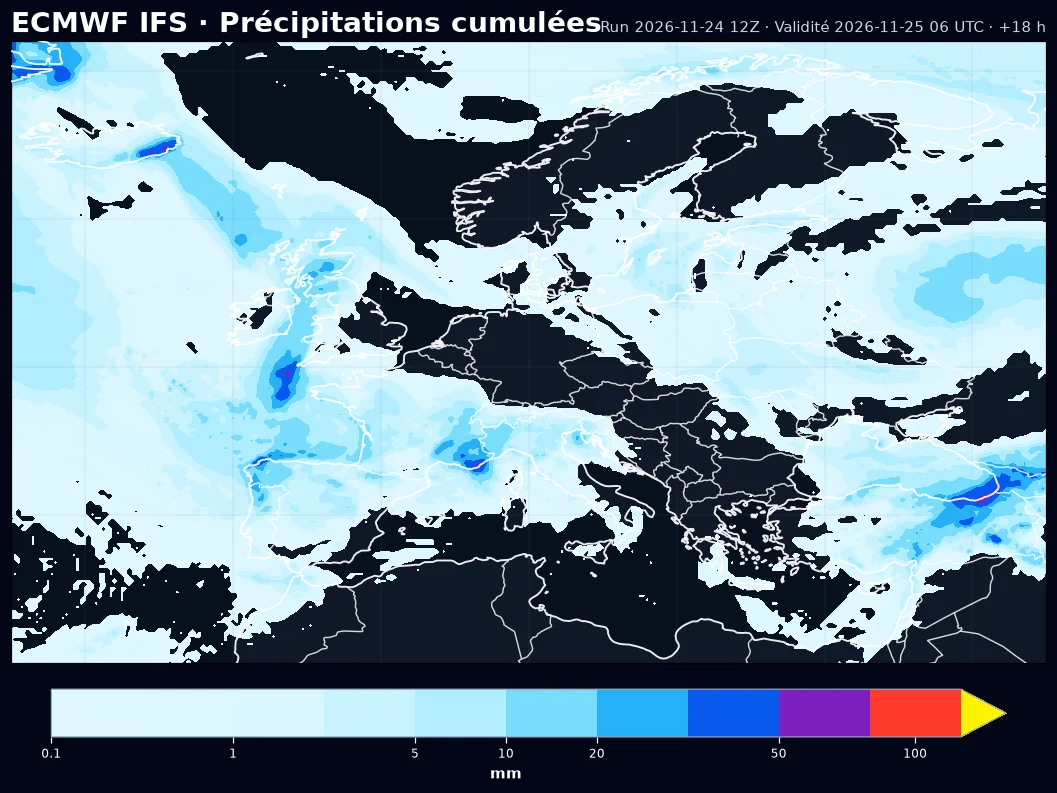 ECMWF IFS · Précipitations cumulées
Run 2026-11-24 12Z · Validité 2026-11-25 06 UTC · +18 h
0.1 1 5 10 20 50 100
mm